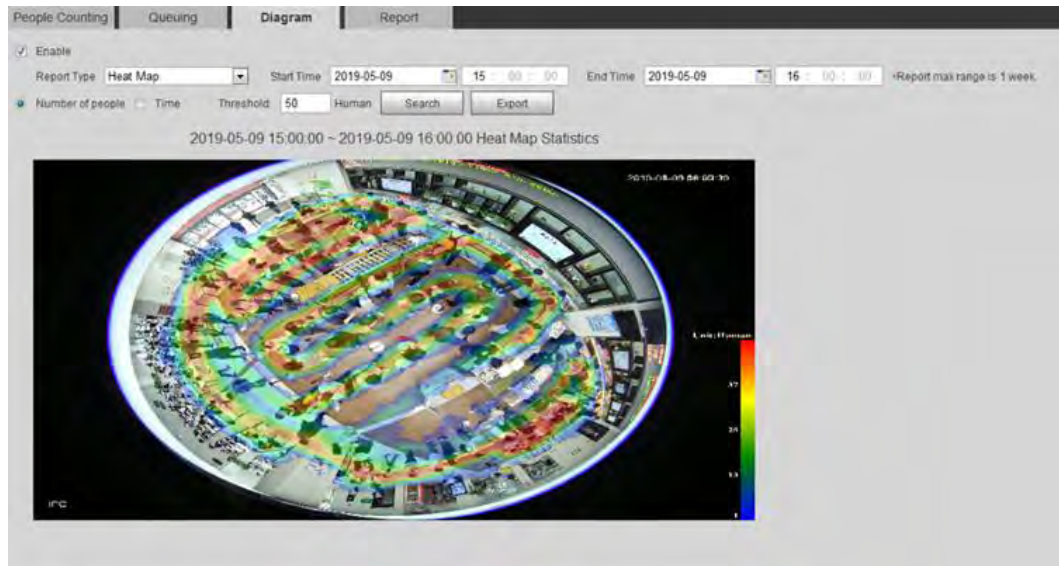 People Counting Queuing Diagram Report
Enable
Report Type Heat Map Start Time 2019-05-09 15 : 00 : 00 End Time 2019-05-09 16 : 00 : 00 *Report max range is 1 week.
Number of people Time Threshold 50 Human Search Export
2019-05-09 15:00:00 ~ 2019-05-09 16:00:00 Heat Map Statistics
Unit:Human
37
IPC
1